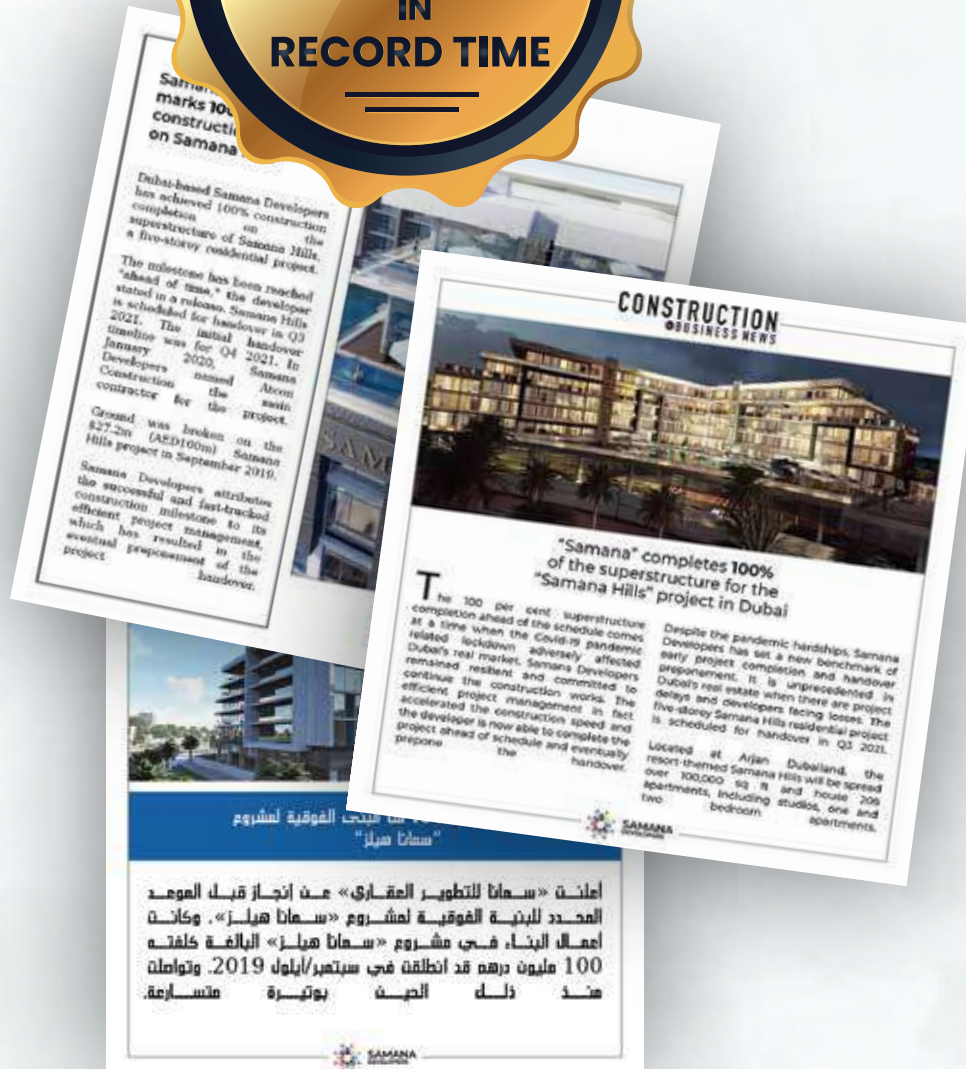 IN
RECORD TIME
marks
on Samana
Dubai-based Samana Developers
has achieved 100% construction
completion on the
superstructure of Samana Hills,
a five-storey residential project.
The milestone has been reached
"ahead of time," the developer
stated in a release. Samana Hills
is scheduled for handover in Q3
2021. The initial handover
timeline was for Q4 2021. In
January 2020, Samana
Developers named
Construction the main
contractor for the project.
Ground was broken on the
$27.2m (AED100m) Samana
Hills project in September 2019.
Samana Developers attributes
the successful and fast-tracked
construction milestone to its
efficient project management,
which has resulted in the
eventual preponement of the
project handover.
SAM
CONSTRUCTION
BUSINESS NEWS
"Samana" completes 100%
of the superstructure for the
"Samana Hills" project in Dubai
The 100 per cent superstructure
completion ahead of the schedule comes
at a time when the Covid-19 pandemic
related lockdown adversely affected
Dubai's real market. Samana Developers
remained resilient and committed to
continue the construction works. The
efficient project management in fact
accelerated the construction speed and
the developer is now able to complete the
project ahead of schedule and eventually
prepone the handover.
Despite the pandemic hardships, Samana
Developers has set a new benchmark of
early project completion and handover
preponement. It is unprecedented in
Dubai's real estate when there are project
delays and developers facing losses. The
five-storey Samana Hills residential project
is scheduled for handover in Q3 2021.
Located at Arjan Dubailand, the
resort-themed Samana Hills will be spread
over 100,000 sq ft and house 208
apartments, including studios, one and
two bedroom apartments.
SAMANA
DEVELOPERS
الفوقية لمشروع
"سمانا هيلز"
أعلنت «سمانا للتطوير العقاري» عن إنجاز قبل الموعد
المحدد للبنية الفوقية لمشروع «سمانا هيلز». وكانت
أعمال البناء في مشروع «سمانا هيلز» البالغة كلفته
100 مليون درهم قد انطلقت في سبتمبر/أيلول 2019. وتواصلت
منذ ذلك الحين بوتيرة متسارعة.
SAMANA
DEVELOPERS